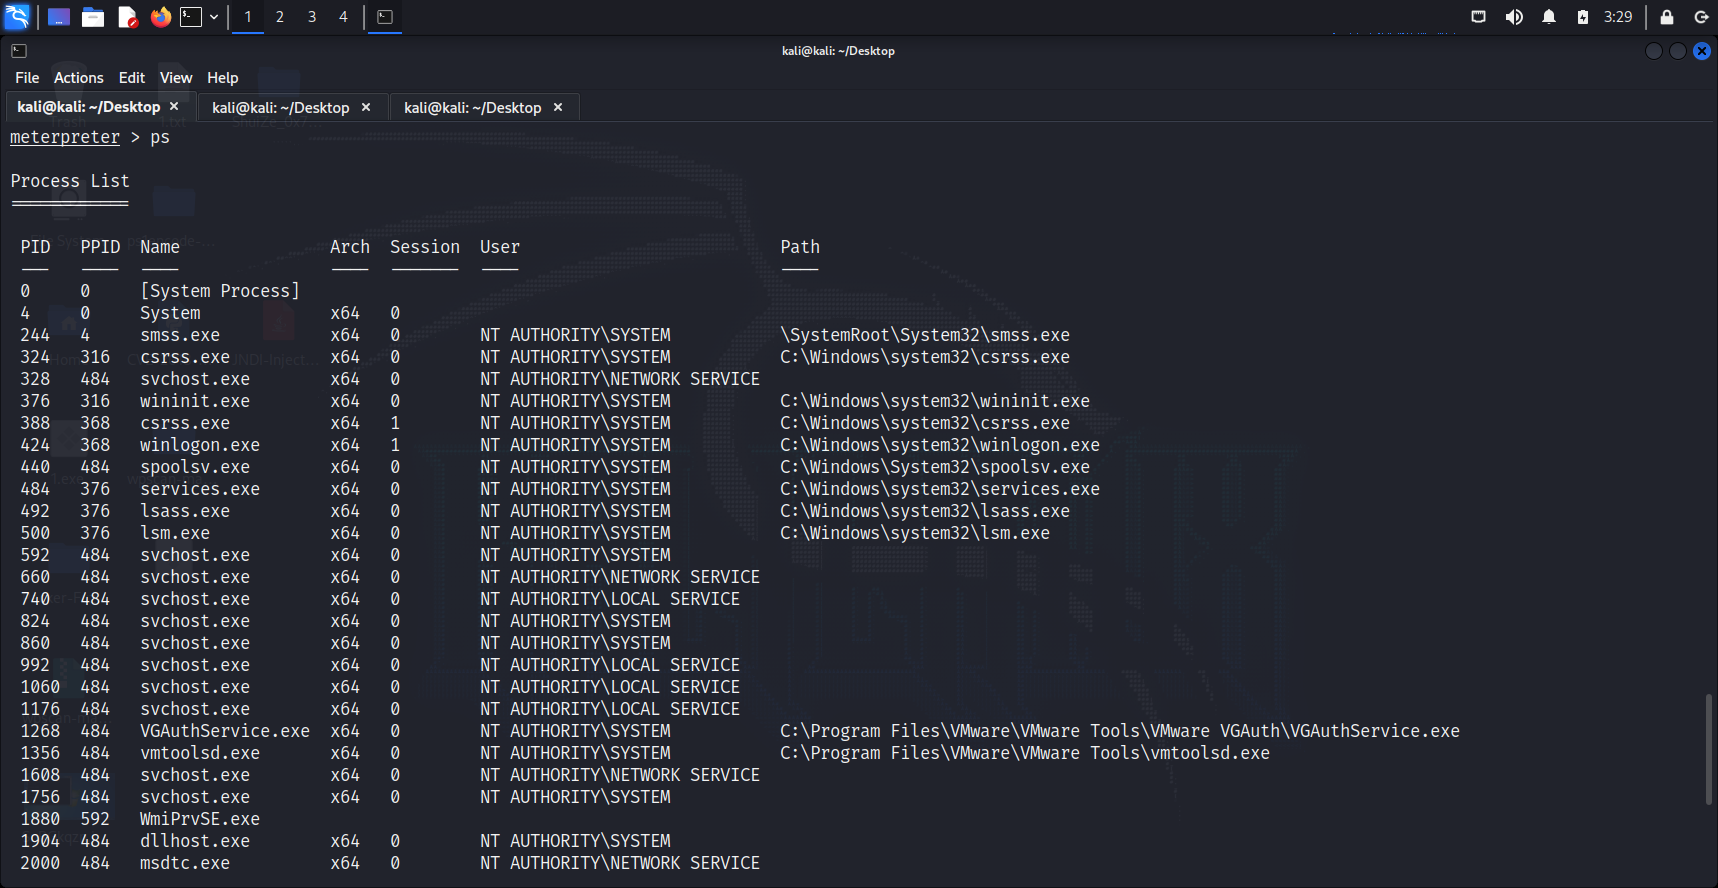 1 2 3 4 3:29
kali@kali: ~/Desktop
File Actions Edit View Help
kali@kali: ~/Desktop × kali@kali: ~/Desktop × kali@kali: ~/Desktop ×
meterpreter > ps
Process List
============
PID PPID Name Arch Session User Path
--- ---- ---- ---- ------- ---- ----
0 0 [System Process]
4 0 System x64 0
244 4 smss.exe x64 0 NT AUTHORITY\SYSTEM \SystemRoot\System32\smss.exe
324 316 csrss.exe x64 0 NT AUTHORITY\SYSTEM C:\Windows\system32\csrss.exe
328 484 svchost.exe x64 0 NT AUTHORITY\NETWORK SERVICE
376 316 wininit.exe x64 0 NT AUTHORITY\SYSTEM C:\Windows\system32\wininit.exe
388 368 csrss.exe x64 1 NT AUTHORITY\SYSTEM C:\Windows\system32\csrss.exe
424 368 winlogon.exe x64 1 NT AUTHORITY\SYSTEM C:\Windows\system32\winlogon.exe
440 484 spoolsv.exe x64 0 NT AUTHORITY\SYSTEM C:\Windows\System32\spoolsv.exe
484 376 services.exe x64 0 NT AUTHORITY\SYSTEM C:\Windows\system32\services.exe
492 376 lsass.exe x64 0 NT AUTHORITY\SYSTEM C:\Windows\system32\lsass.exe
500 376 lsm.exe x64 0 NT AUTHORITY\SYSTEM C:\Windows\system32\lsm.exe
592 484 svchost.exe x64 0 NT AUTHORITY\SYSTEM
660 484 svchost.exe x64 0 NT AUTHORITY\NETWORK SERVICE
740 484 svchost.exe x64 0 NT AUTHORITY\LOCAL SERVICE
824 484 svchost.exe x64 0 NT AUTHORITY\SYSTEM
860 484 svchost.exe x64 0 NT AUTHORITY\SYSTEM
992 484 svchost.exe x64 0 NT AUTHORITY\LOCAL SERVICE
1060 484 svchost.exe x64 0 NT AUTHORITY\LOCAL SERVICE
1176 484 svchost.exe x64 0 NT AUTHORITY\LOCAL SERVICE
1268 484 VGAuthService.exe x64 0 NT AUTHORITY\SYSTEM C:\Program Files\VMware\VMware Tools\VMware VGAuth\VGAuthService.exe
1356 484 vmtoolsd.exe x64 0 NT AUTHORITY\SYSTEM C:\Program Files\VMware\VMware Tools\vmtoolsd.exe
1608 484 svchost.exe x64 0 NT AUTHORITY\NETWORK SERVICE
1756 484 svchost.exe x64 0 NT AUTHORITY\SYSTEM
1880 592 WmiPrvSE.exe
1904 484 dllhost.exe x64 0 NT AUTHORITY\SYSTEM
2000 484 msdtc.exe x64 0 NT AUTHORITY\NETWORK SERVICE